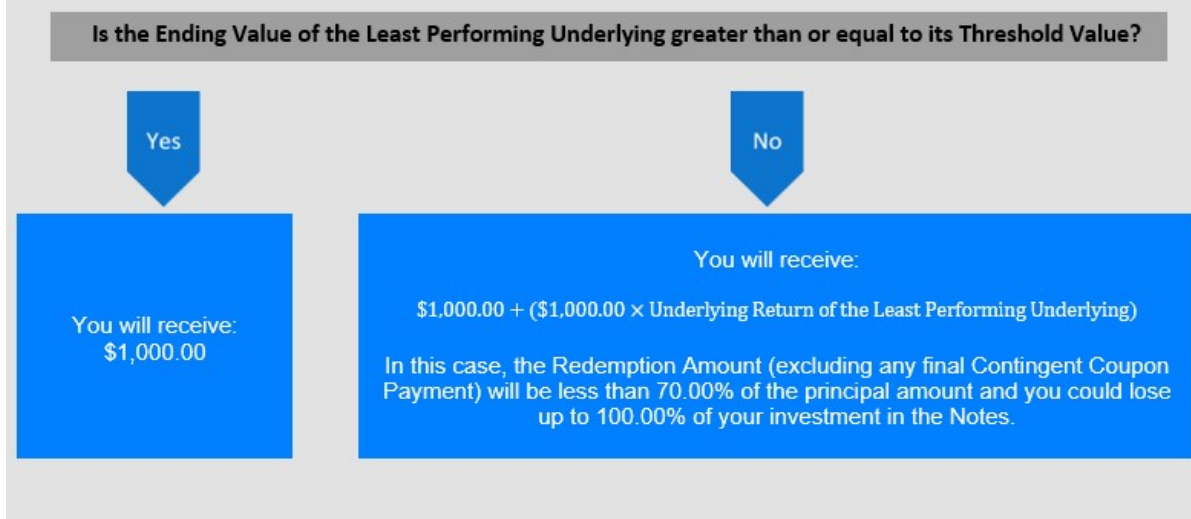 Is the Ending Value of the Least Performing Underlying greater than or equal to its Threshold Value?
Yes
No
You will receive:
$1,000.00
You will receive:
$1,000.00 + ($1,000.00 × Underlying Return of the Least Performing Underlying)
In this case, the Redemption Amount (excluding any final Contingent Coupon
Payment) will be less than 70.00% of the principal amount and you could lose
up to 100.00% of your investment in the Notes.